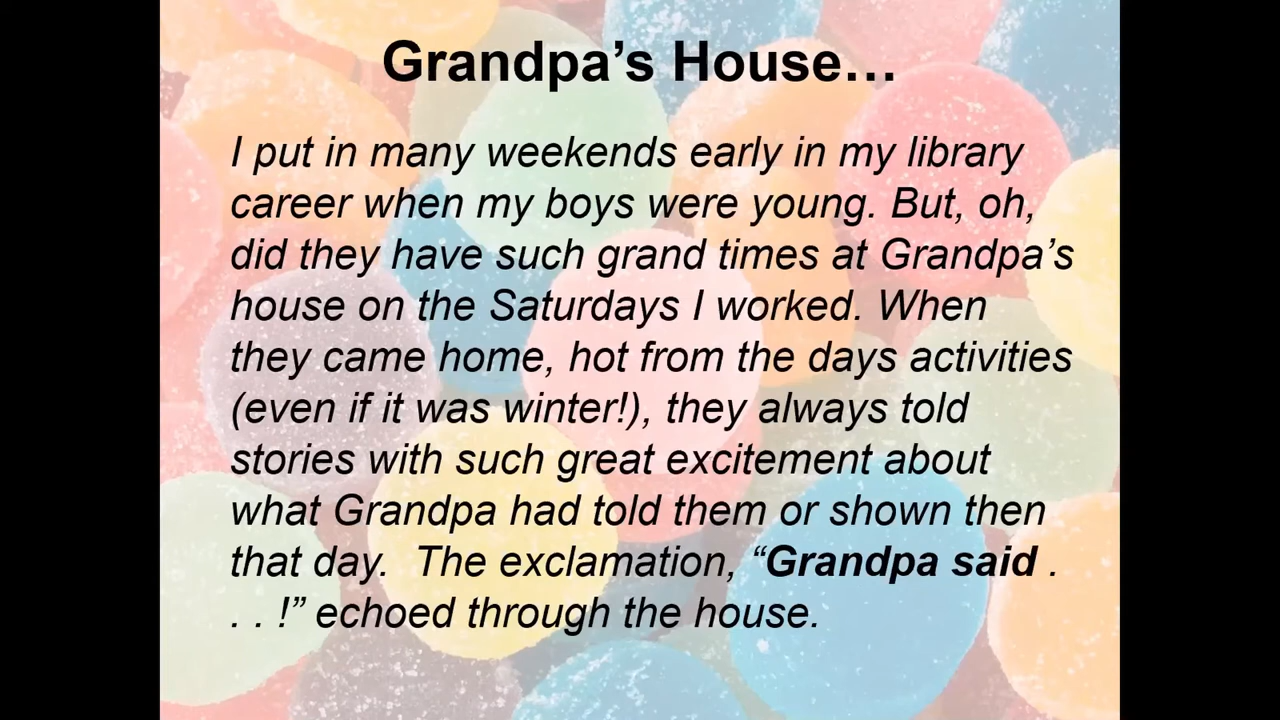 Grandpa’s House…
I put in many weekends early in my library
career when my boys were young. But, oh,
did they have such grand times at Grandpa’s
house on the Saturdays I worked. When
they came home, hot from the days activities
(even if it was winter!), they always told
stories with such great excitement about
what Grandpa had told them or shown then
that day.  The exclamation, “Grandpa said .
. . !” echoed through the house.